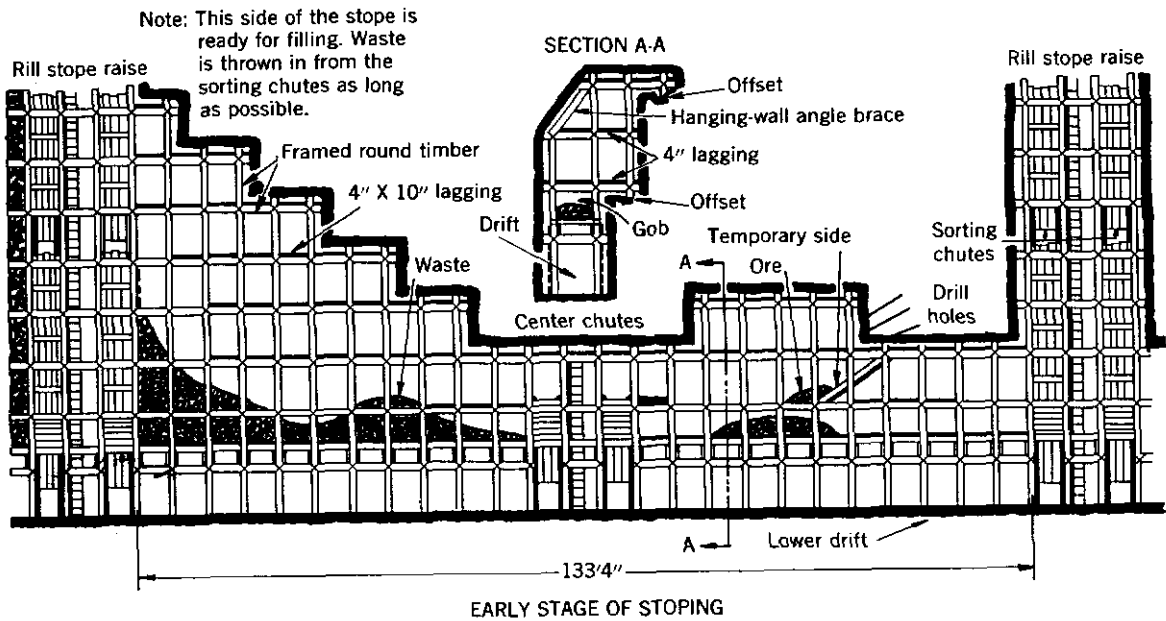 Note: This side of the stope is
ready for filling. Waste
is thrown in from the
sorting chutes as long
as possible.
Rill stope raise
SECTION A-A
Rill stope raise
Offset
Hanging-wall angle brace
Framed round timber
4" lagging
4" X 10" lagging
Offset
Gob
Drift
Temporary side
Sorting
chutes
Waste
A
Ore
Drill
holes
Center chutes
A
Lower drift
133'4"
EARLY STAGE OF STOPING